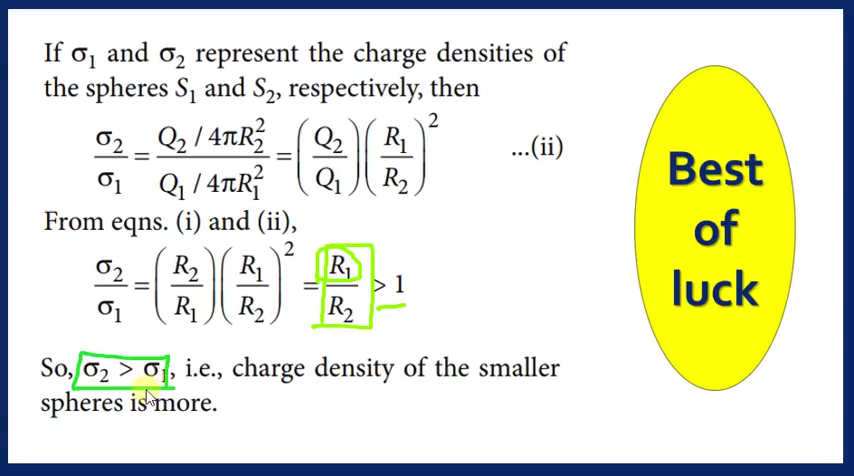 If σ₁ and σ₂ represent the charge densities of
the spheres S₁ and S₂, respectively, then
σ₂/σ₁ = (Q₂ / 4πR₂²)/(Q₁ / 4πR₁²) = (Q₂/Q₁)(R₁/R₂)² ...(ii)
From eqns. (i) and (ii),
σ₂/σ₁ = (R₂/R₁)(R₁/R₂)² = R₁/R₂ > 1
So, σ₂ > σ₁, i.e., charge density of the smaller
spheres is more.
Best
of
luck